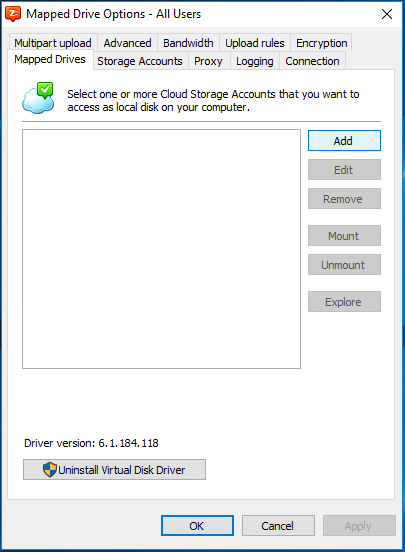 Mapped Drive Options - All Users
Multipart upload Advanced Bandwidth Upload rules Encryption
Mapped Drives Storage Accounts Proxy Logging Connection
Select one or more Cloud Storage Accounts that you want to
access as local disk on your computer.
Add
Edit
Remove
Mount
Unmount
Explore
Driver version: 6.1.184.118
Uninstall Virtual Disk Driver
OK Cancel Apply